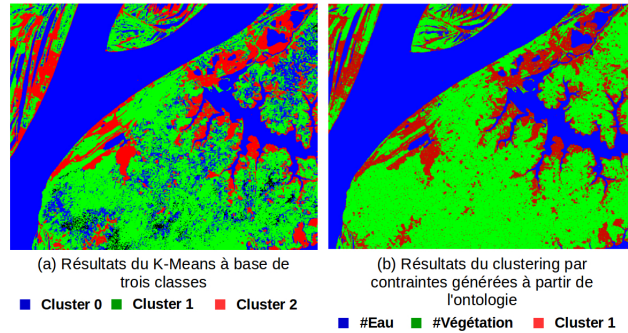 (a) Résultats du K-Means à base de
trois classes
Cluster 0 Cluster 1 Cluster 2
(b) Résultats du clustering par
contraintes générées à partir de
l'ontologie
#Eau #Végétation Cluster 1